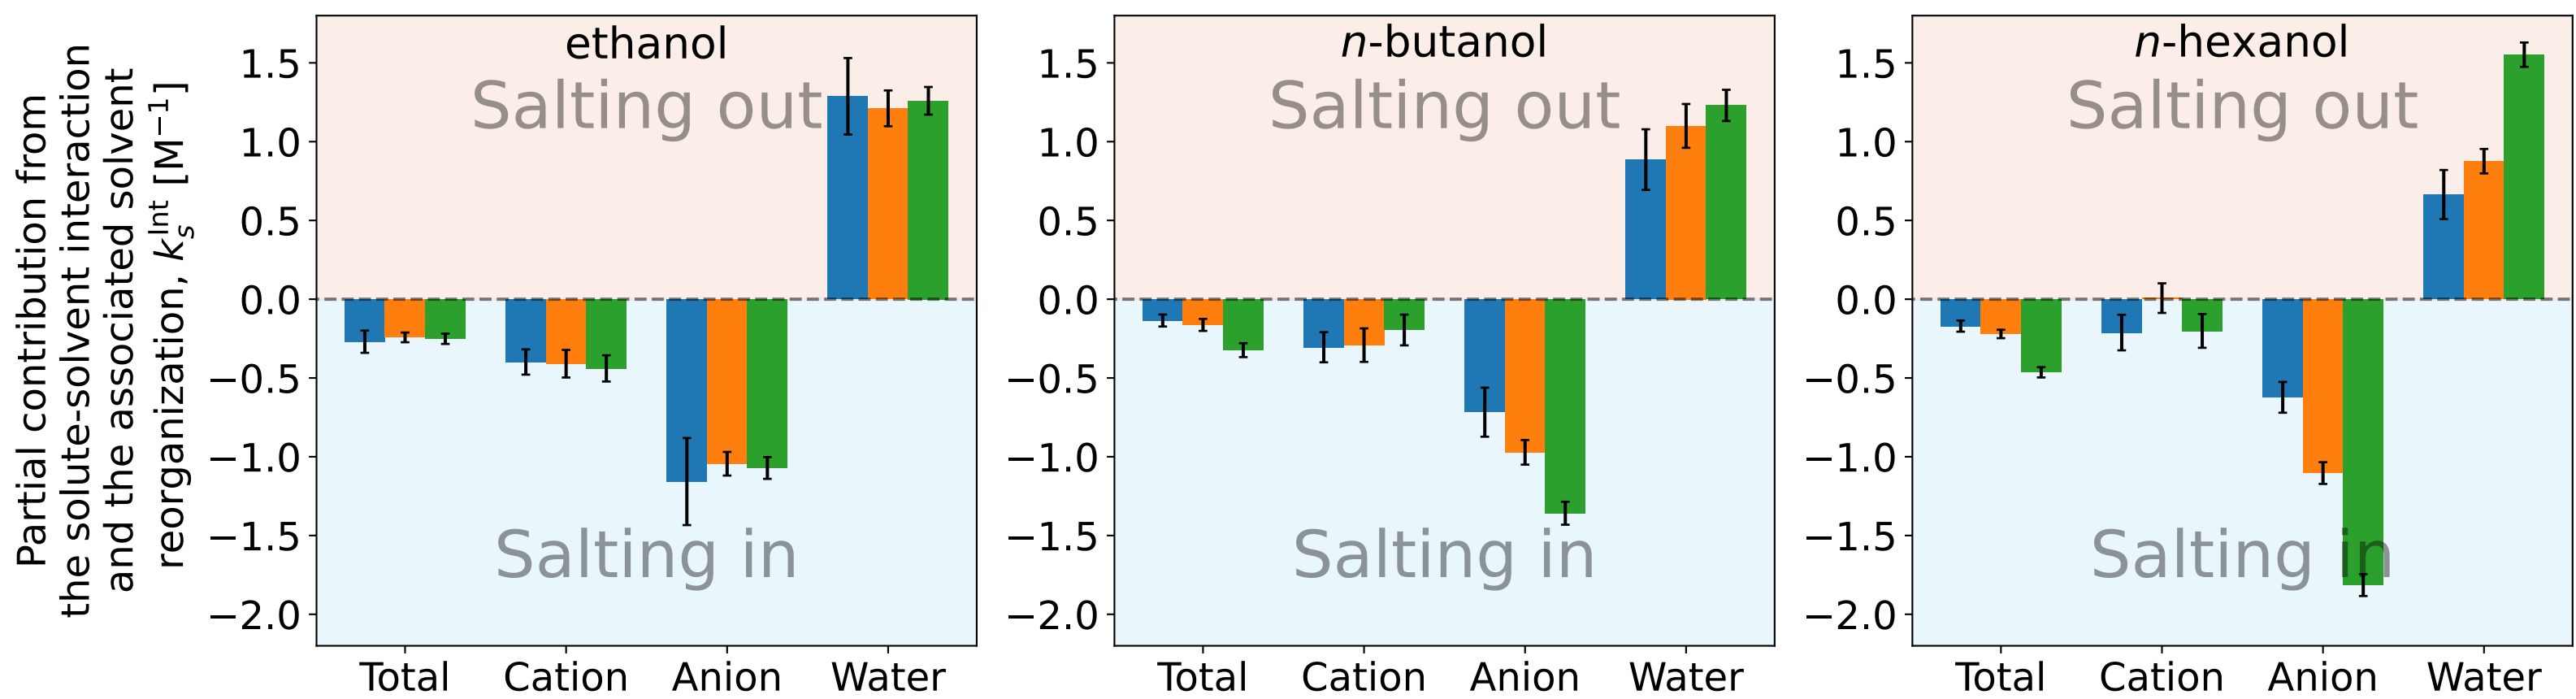 Partial contribution from
the solute-solvent interaction
and the associated solvent
reorganization, kₛᴵⁿᵗ [M⁻¹]
ethanol
Salting out
Salting in
1.5
1.0
0.5
0.0
−0.5
−1.0
−1.5
−2.0
Total Cation Anion Water
n-butanol
Salting out
Salting in
1.5
1.0
0.5
0.0
−0.5
−1.0
−1.5
−2.0
Total Cation Anion Water
n-hexanol
Salting out
Salting in
1.5
1.0
0.5
0.0
−0.5
−1.0
−1.5
−2.0
Total Cation Anion Water